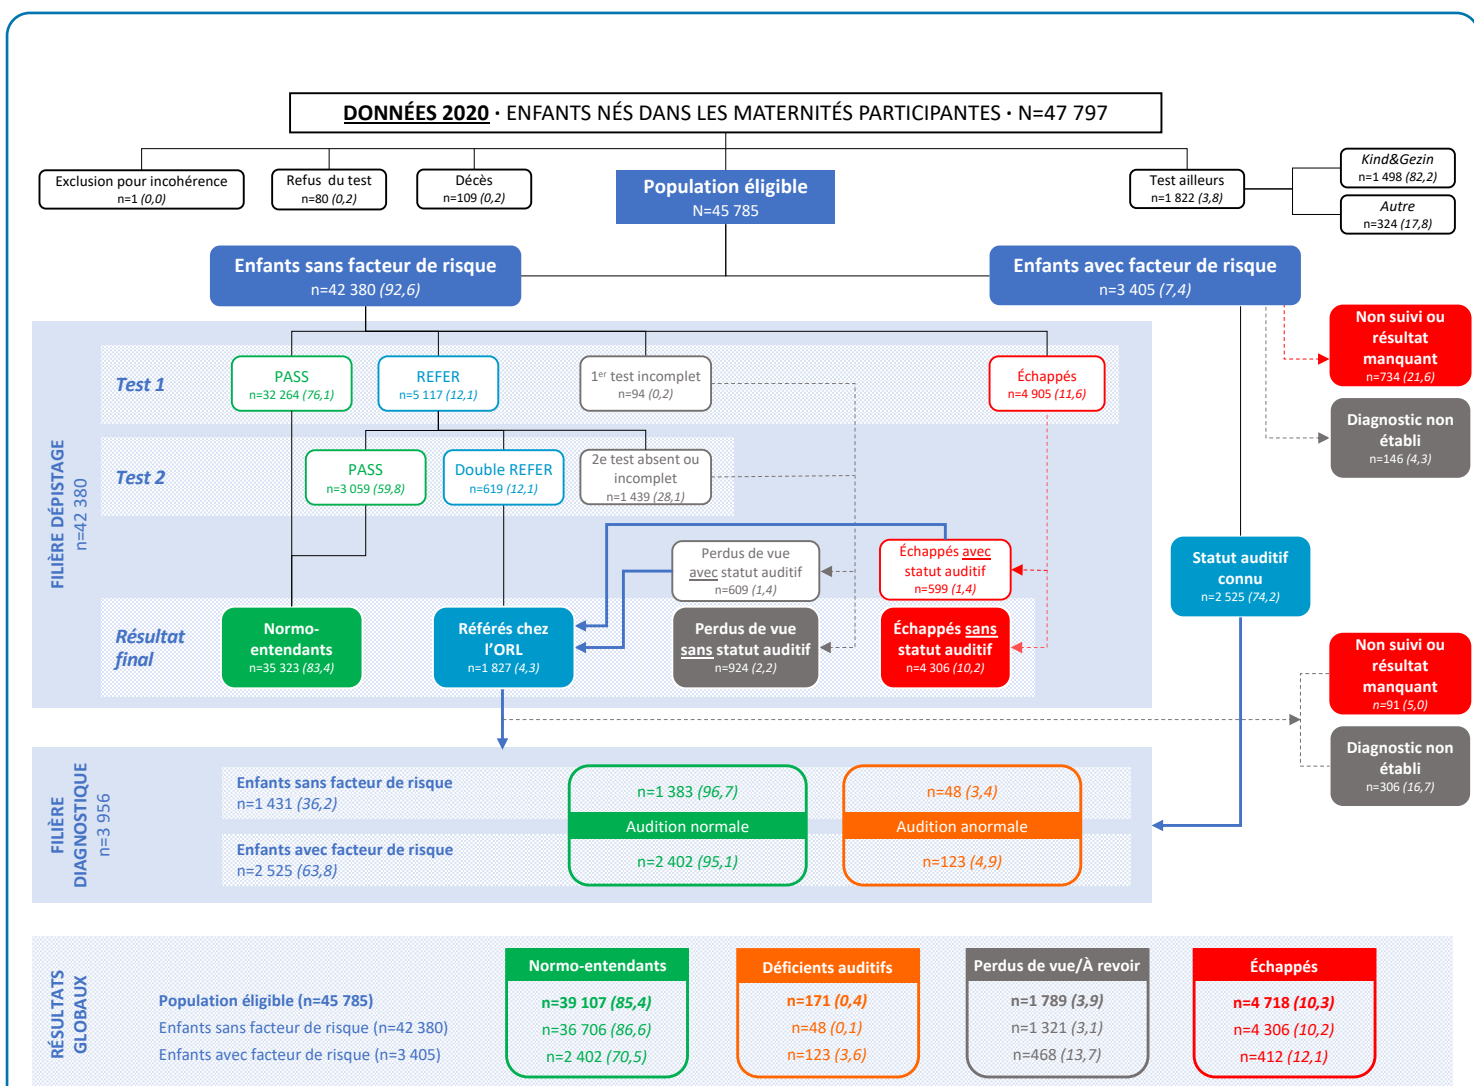 DONNÉES 2020 · ENFANTS NÉS DANS LES MATERNITÉS PARTICIPANTES · N=47 797
Exclusion pour incohérence
n=1 (0,0)
Refus du test
n=80 (0,2)
Décès
n=109 (0,2)
Population éligible
N=45 785
Test ailleurs
n=1 822 (3,8)
Kind&Gezin
n=1 498 (82,2)
Autre
n=324 (17,8)
Enfants sans facteur de risque
n=42 380 (92,6)
Enfants avec facteur de risque
n=3 405 (7,4)
Non suivi ou
résultat
manquant
n=734 (21,6)
Diagnostic non
établi
n=146 (4,3)
FILIÈRE DÉPISTAGE
n=42 380
Test 1
PASS
n=32 264 (76,1)
REFER
n=5 117 (12,1)
1er test incomplet
n=94 (0,2)
Échappés
n=4 905 (11,6)
Test 2
PASS
n=3 059 (59,8)
Double REFER
n=619 (12,1)
2e test absent ou
incomplet
n=1 439 (28,1)
Perdus de vue
avec statut auditif
n=609 (1,4)
Échappés avec
statut auditif
n=599 (1,4)
Statut auditif
connu
n=2 525 (74,2)
Résultat
final
Normo-
entendants
n=35 323 (83,4)
Référés chez
l'ORL
n=1 827 (4,3)
Perdus de vue
sans statut auditif
n=924 (2,2)
Échappés sans
statut auditif
n=4 306 (10,2)
Non suivi ou
résultat
manquant
n=91 (5,0)
Diagnostic non
établi
n=306 (16,7)
FILIÈRE
DIAGNOSTIQUE
n=3 956
Enfants sans facteur de risque
n=1 431 (36,2)
n=1 383 (96,7)
n=48 (3,4)
Audition normale
Audition anormale
Enfants avec facteur de risque
n=2 525 (63,8)
n=2 402 (95,1)
n=123 (4,9)
RÉSULTATS
GLOBAUX
Normo-entendants
Déficients auditifs
Perdus de vue/À revoir
Échappés
Population éligible (n=45 785)
n=39 107 (85,4)
n=171 (0,4)
n=1 789 (3,9)
n=4 718 (10,3)
Enfants sans facteur de risque (n=42 380)
n=36 706 (86,6)
n=48 (0,1)
n=1 321 (3,1)
n=4 306 (10,2)
Enfants avec facteur de risque (n=3 405)
n=2 402 (70,5)
n=123 (3,6)
n=468 (13,7)
n=412 (12,1)